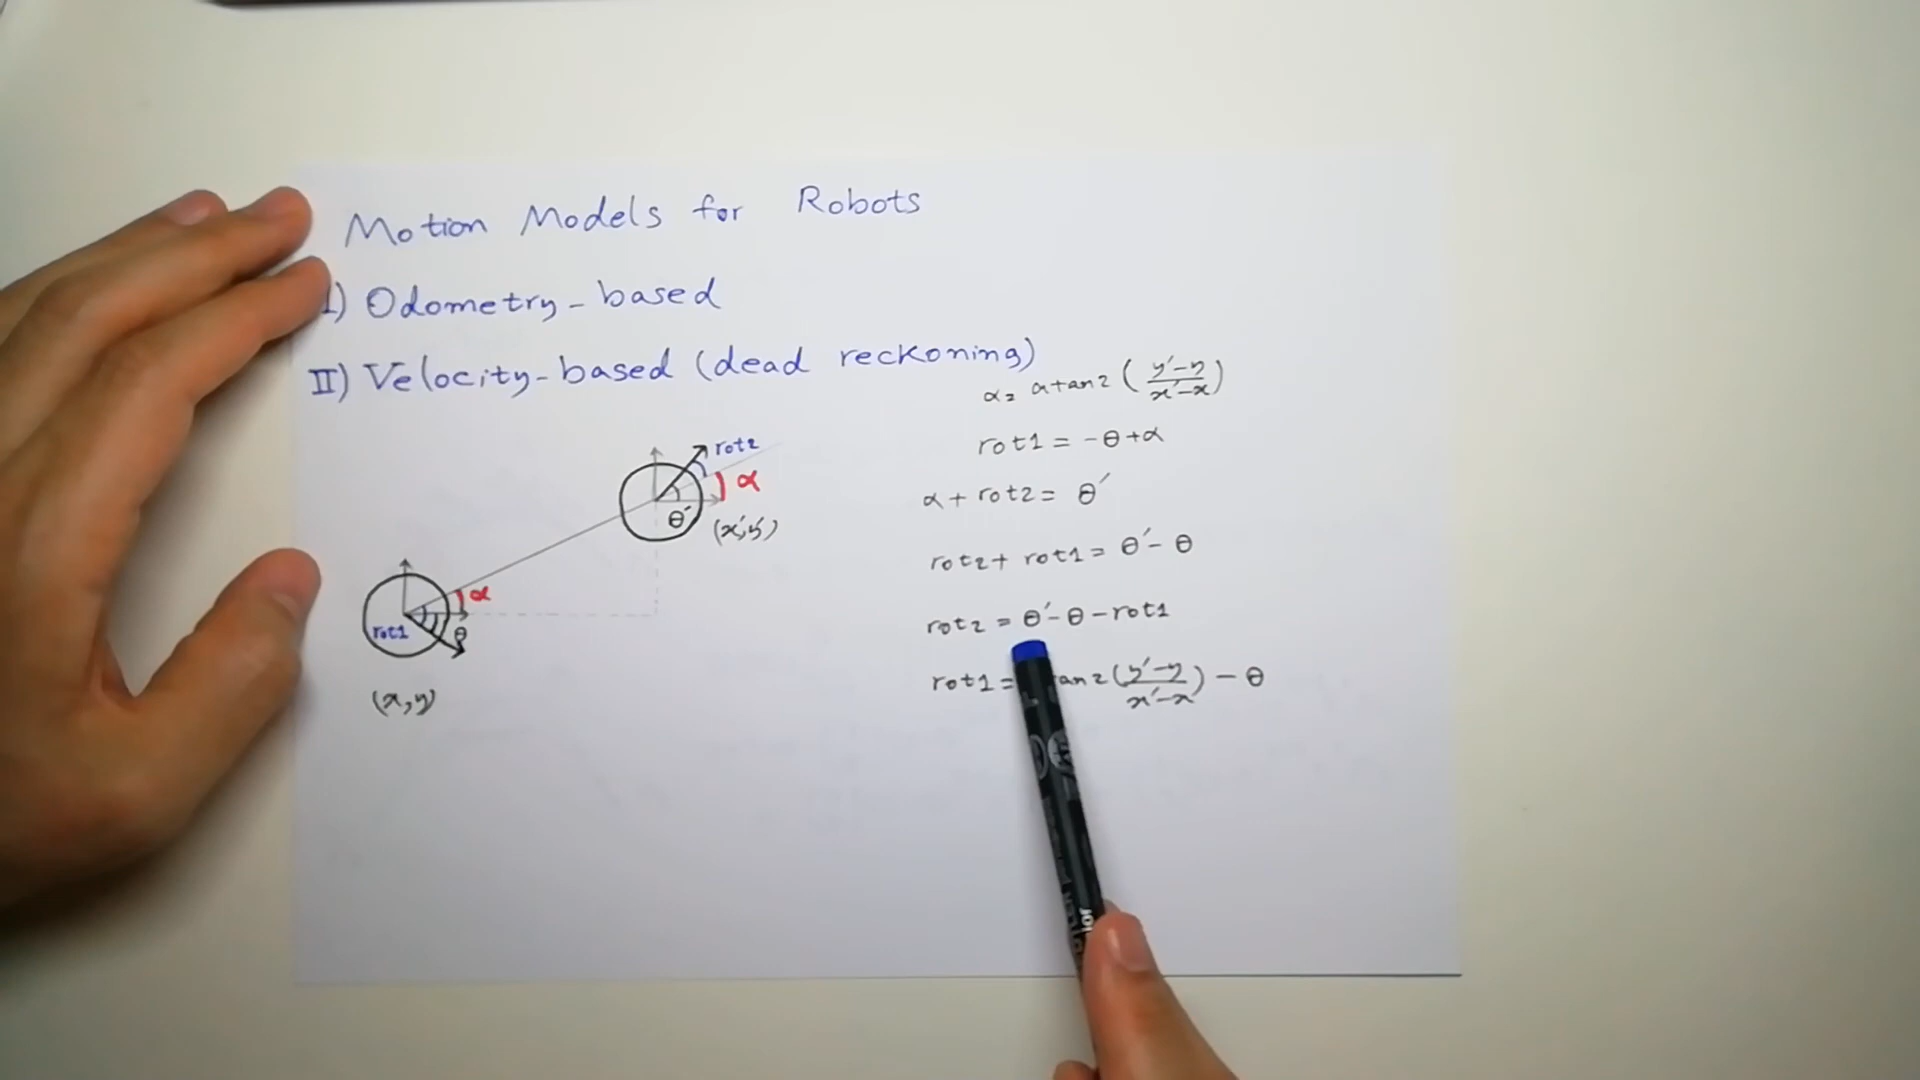 Motion Models for Robots
I) Odometry-based
II) Velocity-based (dead reckoning)
α = atan2 (y'-y / x'-x)
rot1 = -θ+α
α + rot2 = θ'
rot2 + rot1 = θ' - θ
rot2 = θ' - θ - rot1
rot1 = tan2 (y'-y / x'-x) - θ
rot2
α
θ'
(x',y')
α
rot1
θ
(x,y)